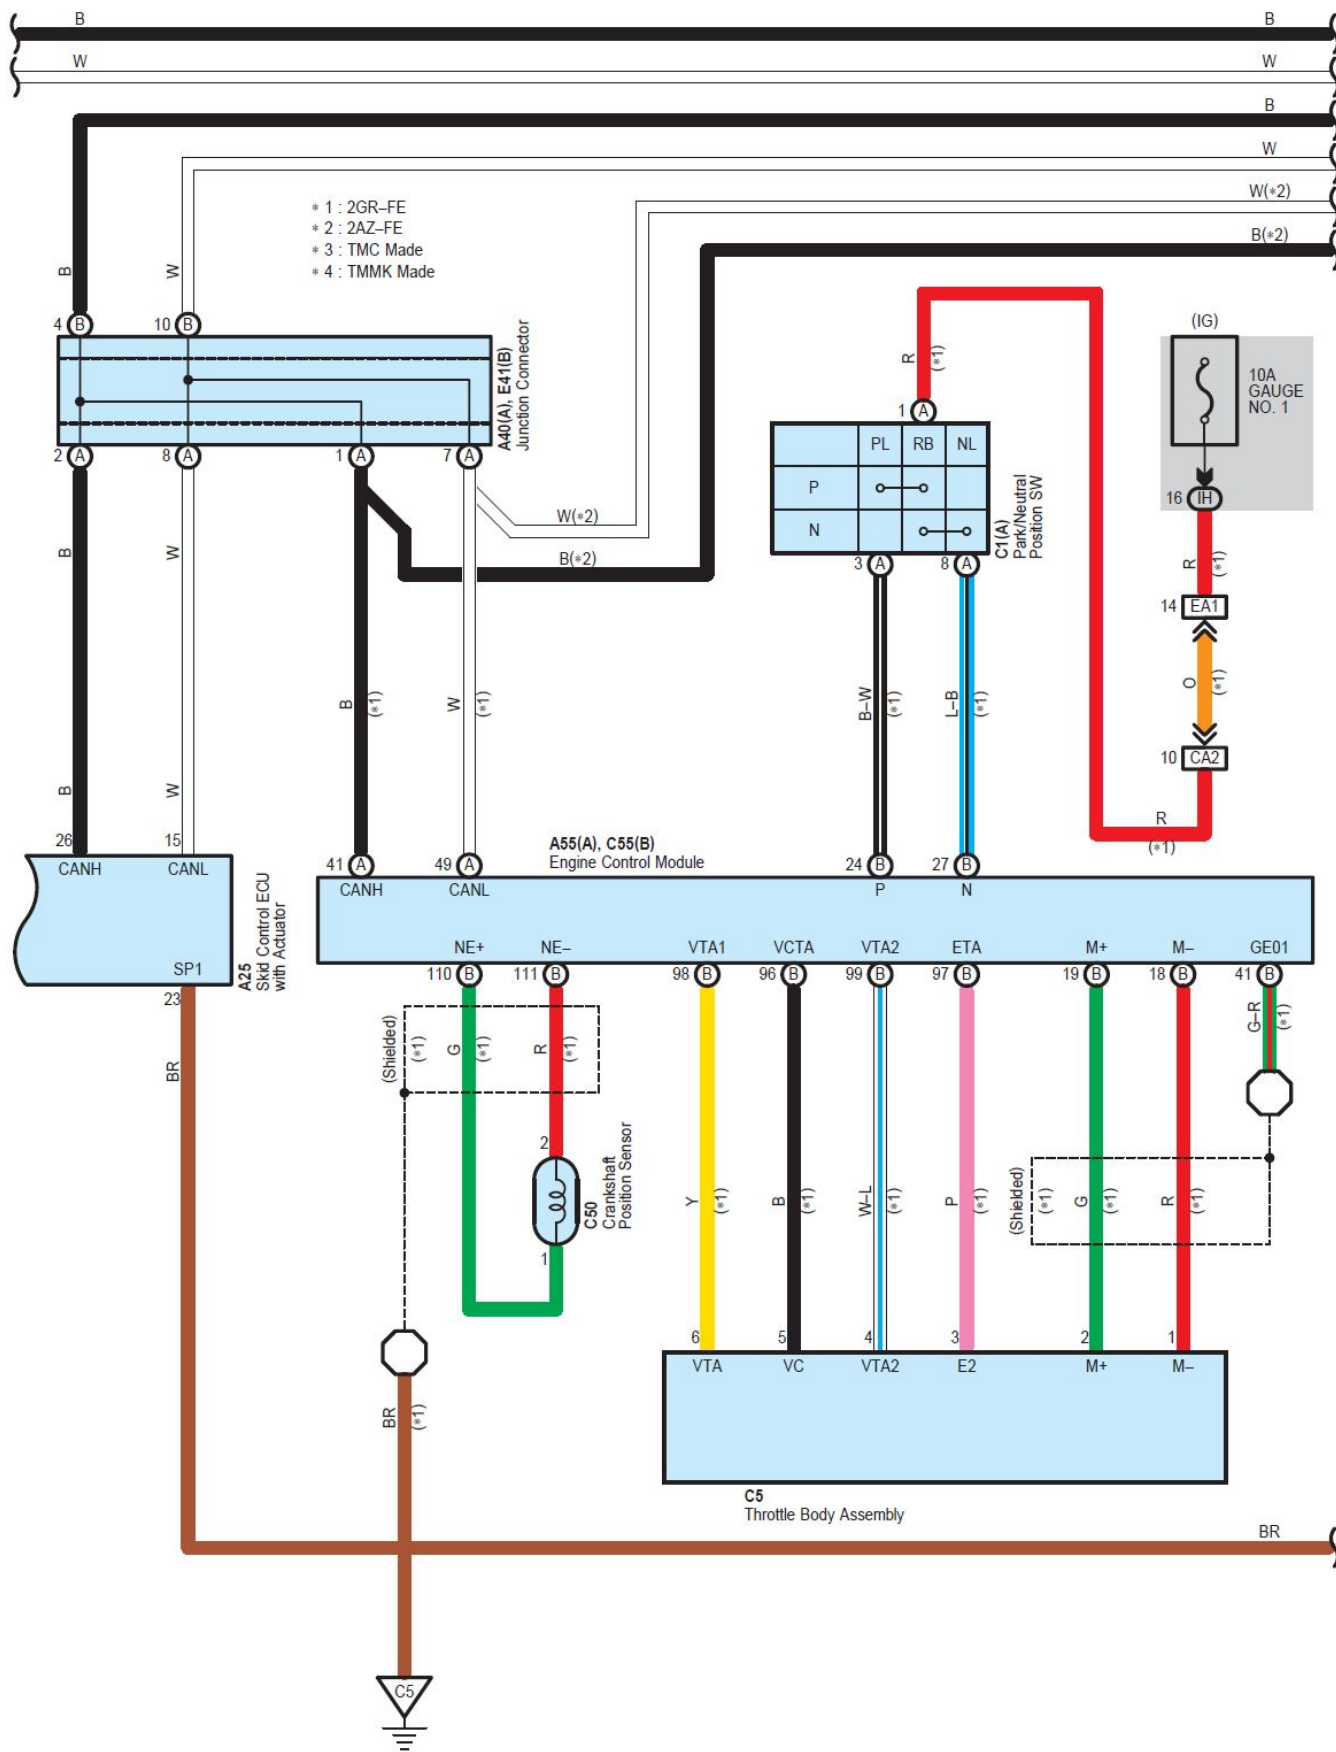 B B
W W
B
W
W(*2)
B(*2)
* 1 : 2GR–FE
* 2 : 2AZ–FE
* 3 : TMC Made
* 4 : TMMK Made
B W
4 B 10 B
A40(A), E41(B)
Junction Connector
2 A 8 A 1 A 7 A
W(*2)
B(*2)
B W
R (*1)
1 A
PL RB NL
P
N
C1(A)
Park/Neutral
Position SW
3 A 8 A
(IG)
10A
GAUGE
NO. 1
16 IH
R (*1)
14 EA1
O (*1)
10 CA2
R
(*1)
B (*1) W (*1) B–W (*1) L–B (*1)
B W
26 15
CANH CANL
SP1
A25
Skid Control ECU
with Actuator
23
BR
A55(A), C55(B)
Engine Control Module
41 A 49 A 24 B 27 B
CANH CANL P N
NE+ NE– VTA1 VCTA VTA2 ETA M+ M– GE01
110 B 111 B 98 B 96 B 99 B 97 B 19 B 18 B 41 B
G–R (*1)
(Shielded) (*1) G (*1) R (*1)
2
C50
Crankshaft
Position Sensor
1
Y (*1) B (*1) W–L (*1) P (*1) (Shielded) (*1) G (*1) R (*1)
6 5 4 3 2 1
VTA VC VTA2 E2 M+ M–
BR (*1)
C5
Throttle Body Assembly
BR
C5